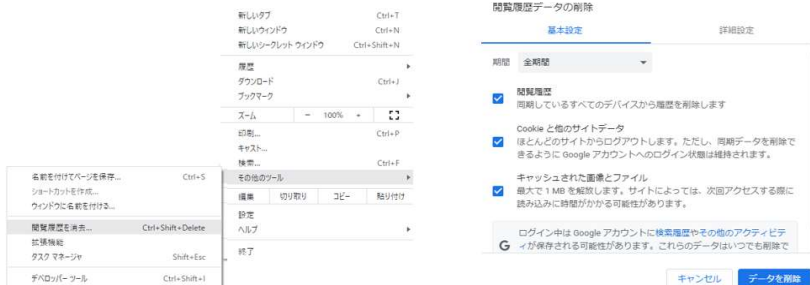 新しいタブ Ctrl+T
新しいウィンドウ Ctrl+N
新しいシークレット ウィンドウ Ctrl+Shift+N
履歴
ダウンロード Ctrl+J
ブックマーク
ズーム - 100% +
印刷... Ctrl+P
キャスト...
検索... Ctrl+F
その他のツール
編集 切り取り コピー 貼り付け
設定
ヘルプ
終了
名前を付けてページを保存... Ctrl+S
ショートカットを作成...
ウィンドウに名前を付ける...
閲覧履歴を消去... Ctrl+Shift+Delete
拡張機能
タスク マネージャ Shift+Esc
デベロッパー ツール Ctrl+Shift+I
閲覧履歴データの削除
基本設定 詳細設定
期間 全期間
閲覧履歴
同期しているすべてのデバイスから履歴を削除します
Cookie と他のサイトデータ
ほとんどのサイトからログアウトします。ただし、同期データを削除で
きるように Google アカウントへのログイン状態は維持されます。
キャッシュされた画像とファイル
最大で 1 MB を解放します。サイトによっては、次回アクセスする際に
読み込みに時間がかかる可能性があります。
ログイン中は Google アカウントに検索履歴やその他のアクティビテ
G ィが保存される可能性があります。これらのデータはいつでも削除で
キャンセル データを削除